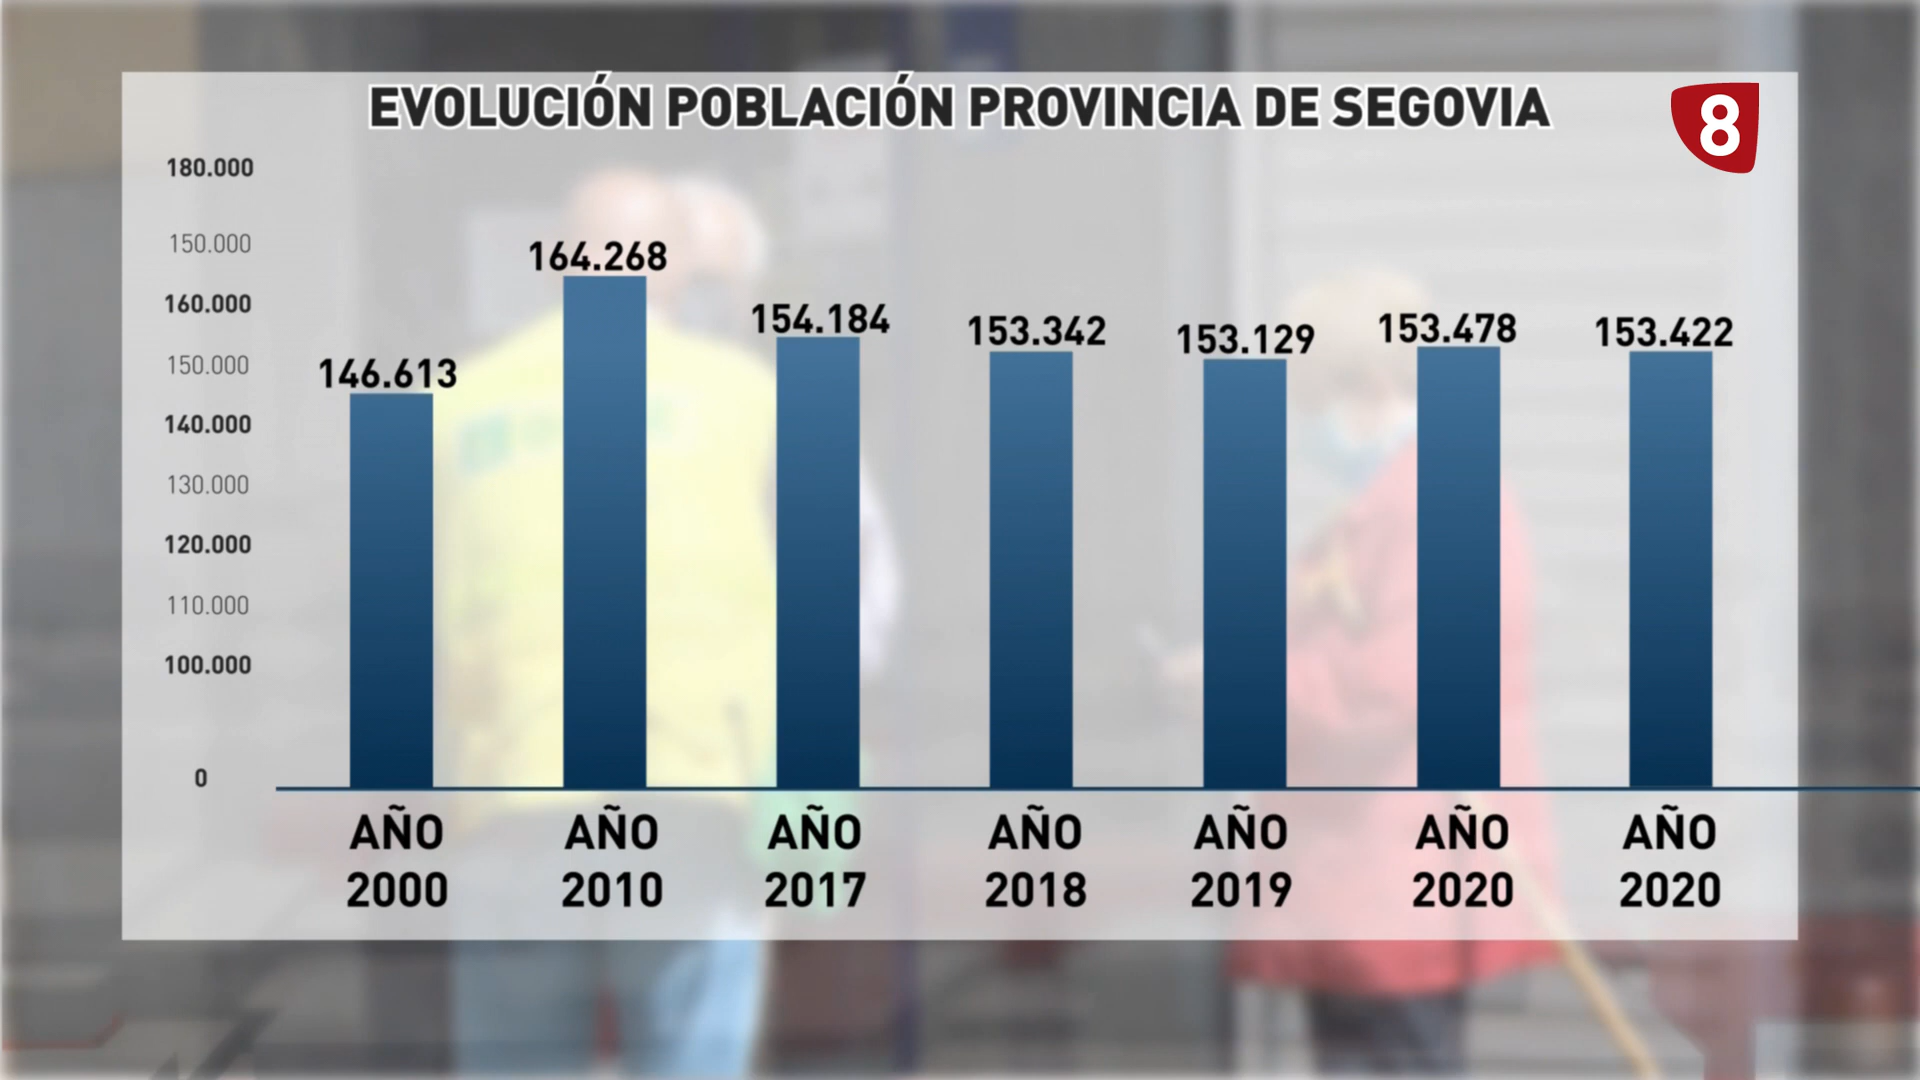 EVOLUCIÓN POBLACIÓN PROVINCIA DE SEGOVIA
8
180.000
150.000
160.000
150.000
140.000
130.000
120.000
110.000
100.000
0
146.613
164.268
154.184
153.342
153.129
153.478
153.422
AÑO 2000
AÑO 2010
AÑO 2017
AÑO 2018
AÑO 2019
AÑO 2020
AÑO 2020